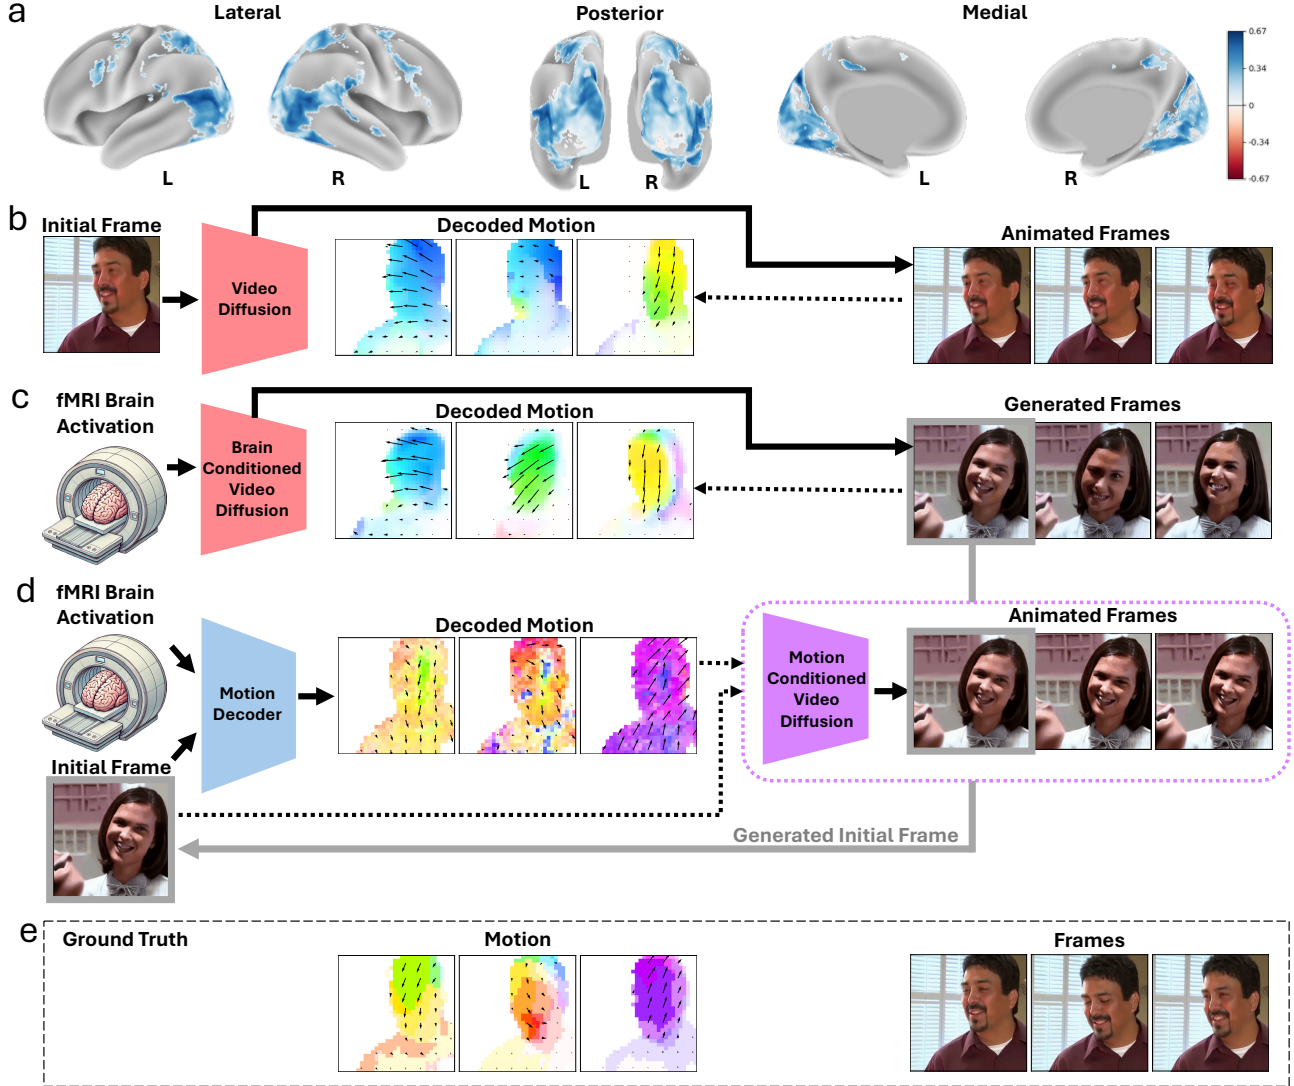 a
Lateral
Posterior
Medial
0.67
0.34
0
-0.34
-0.67
L
R
L
R
L
R
b
Initial Frame
Video
Diffusion
Decoded Motion
Animated Frames
c
fMRI Brain
Activation
Brain
Conditioned
Video
Diffusion
Decoded Motion
Generated Frames
d
fMRI Brain
Activation
Motion
Decoder
Decoded Motion
Motion
Conditioned
Video
Diffusion
Animated Frames
Initial Frame
Generated Initial Frame
e
Ground Truth
Motion
Frames